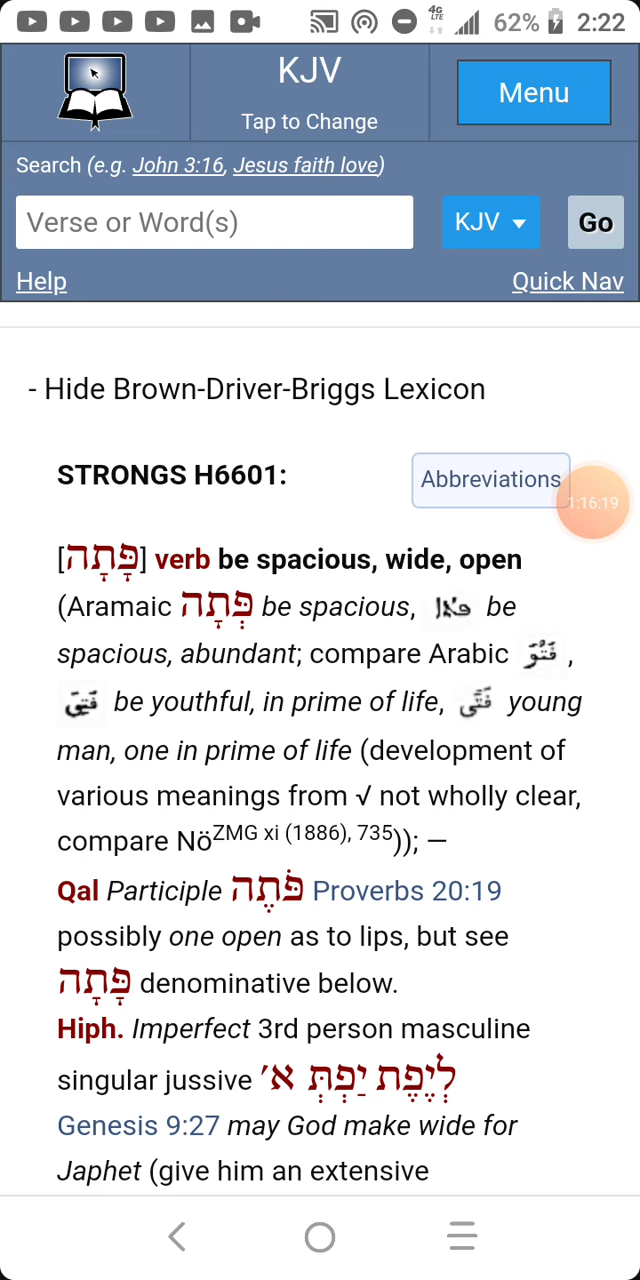 4G
LTE
62%
2:22
KJV
Tap to Change
Menu
Search (e.g. John 3:16, Jesus faith love)
Verse or Word(s)
KJV
Go
Help
Quick Nav
- Hide Brown-Driver-Briggs Lexicon
STRONGS H6601:
Abbreviations
1:16:19
[פָּתָה] verb be spacious, wide, open
(Aramaic פְּתָה be spacious, be
spacious, abundant; compare Arabic فَتُوَ ,
فَتِيَ be youthful, in prime of life, فَتًى young
man, one in prime of life (development of
various meanings from √ not wholly clear,
compare NöZMG xi (1886), 735)); —
Qal Participle פֹּתֶה Proverbs 20:19
possibly one open as to lips, but see
פָּתָה denominative below.
Hiph. Imperfect 3rd person masculine
singular jussive יַפְתְּ א׳ לְיֶפֶת
Genesis 9:27 may God make wide for
Japhet (give him an extensive